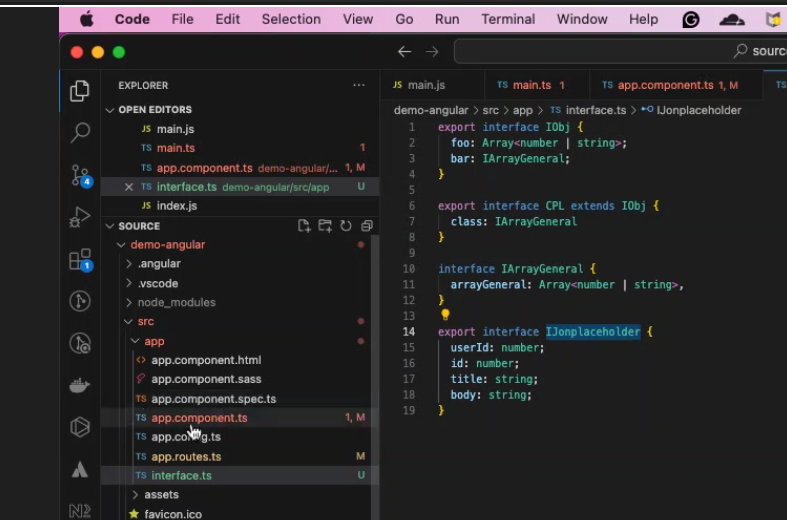 Code File Edit Selection View Go Run Terminal Window Help
sourc
EXPLORER
OPEN EDITORS
JS main.js
TS main.ts 1
TS app.component.ts demo-angular/... 1, M
TS interface.ts demo-angular/src/app U
JS index.js
SOURCE
demo-angular
.angular
.vscode
node_modules
src
app
app.component.html
app.component.sass
TS app.component.spec.ts
TS app.component.ts 1, M
TS app.config.ts
TS app.routes.ts M
TS interface.ts U
assets
favicon.ico
4
1
JS main.js TS main.ts 1 TS app.component.ts 1, M TS
demo-angular > src > app > TS interface.ts > IJonplaceholder
1 export interface IObj {
2 foo: Array<number | string>;
3 bar: IArrayGeneral;
4 }
5
6 export interface CPL extends IObj {
7 class: IArrayGeneral
8 }
9
10 interface IArrayGeneral {
11 arrayGeneral: Array<number | string>,
12 }
13
14 export interface IJonplaceholder {
15 userId: number;
16 id: number;
17 title: string;
18 body: string;
19 }